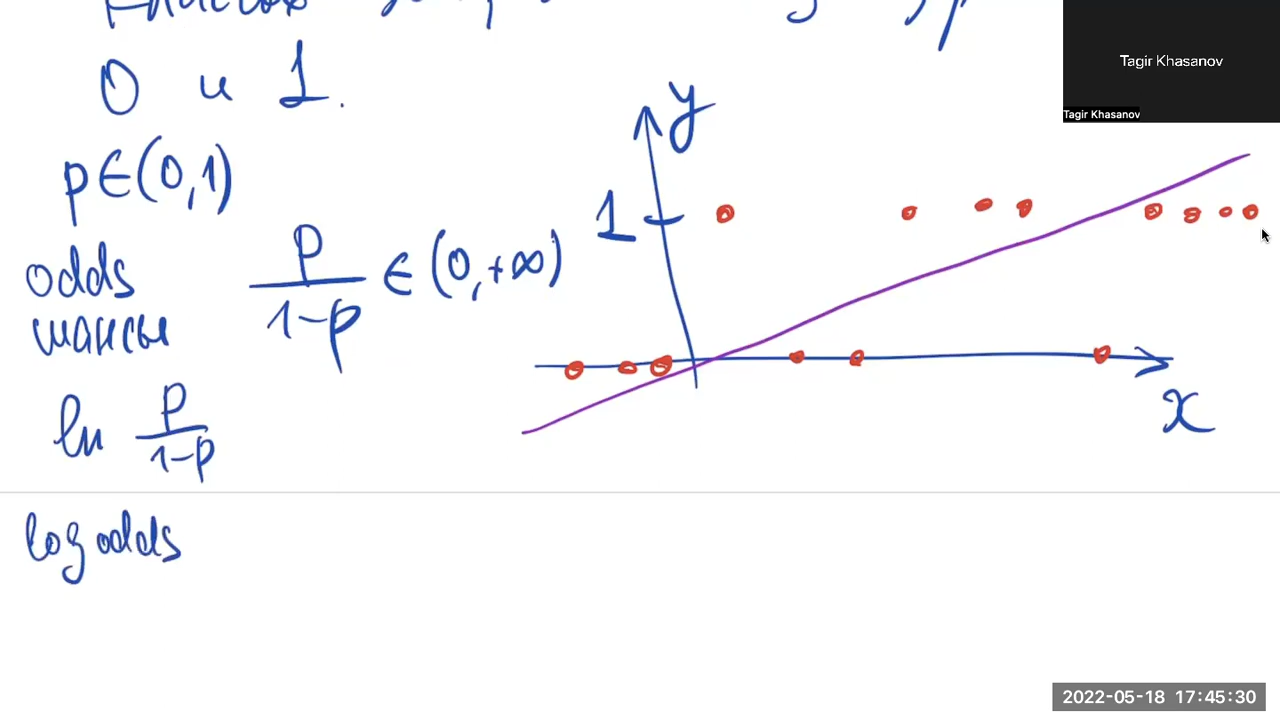 0 и 1.
p∈(0,1)
odds
шансы
p/(1-p) ∈ (0,+∞)
ln p/(1-p)
log odds
y
1
x
Tagir Khasanov
Tagir Khasanov
2022-05-18 17:45:30